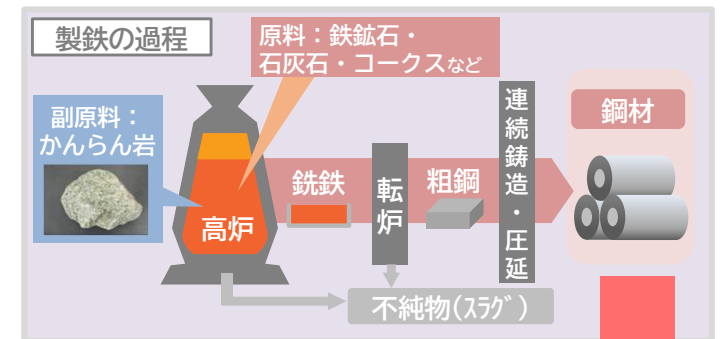 製鉄の過程
原料：鉄鉱石・
石灰石・コークスなど
副原料：
かんらん岩
高炉
銑鉄
転炉
粗鋼
連続鋳造・圧延
鋼材
不純物(ｽﾗｸﾞ)